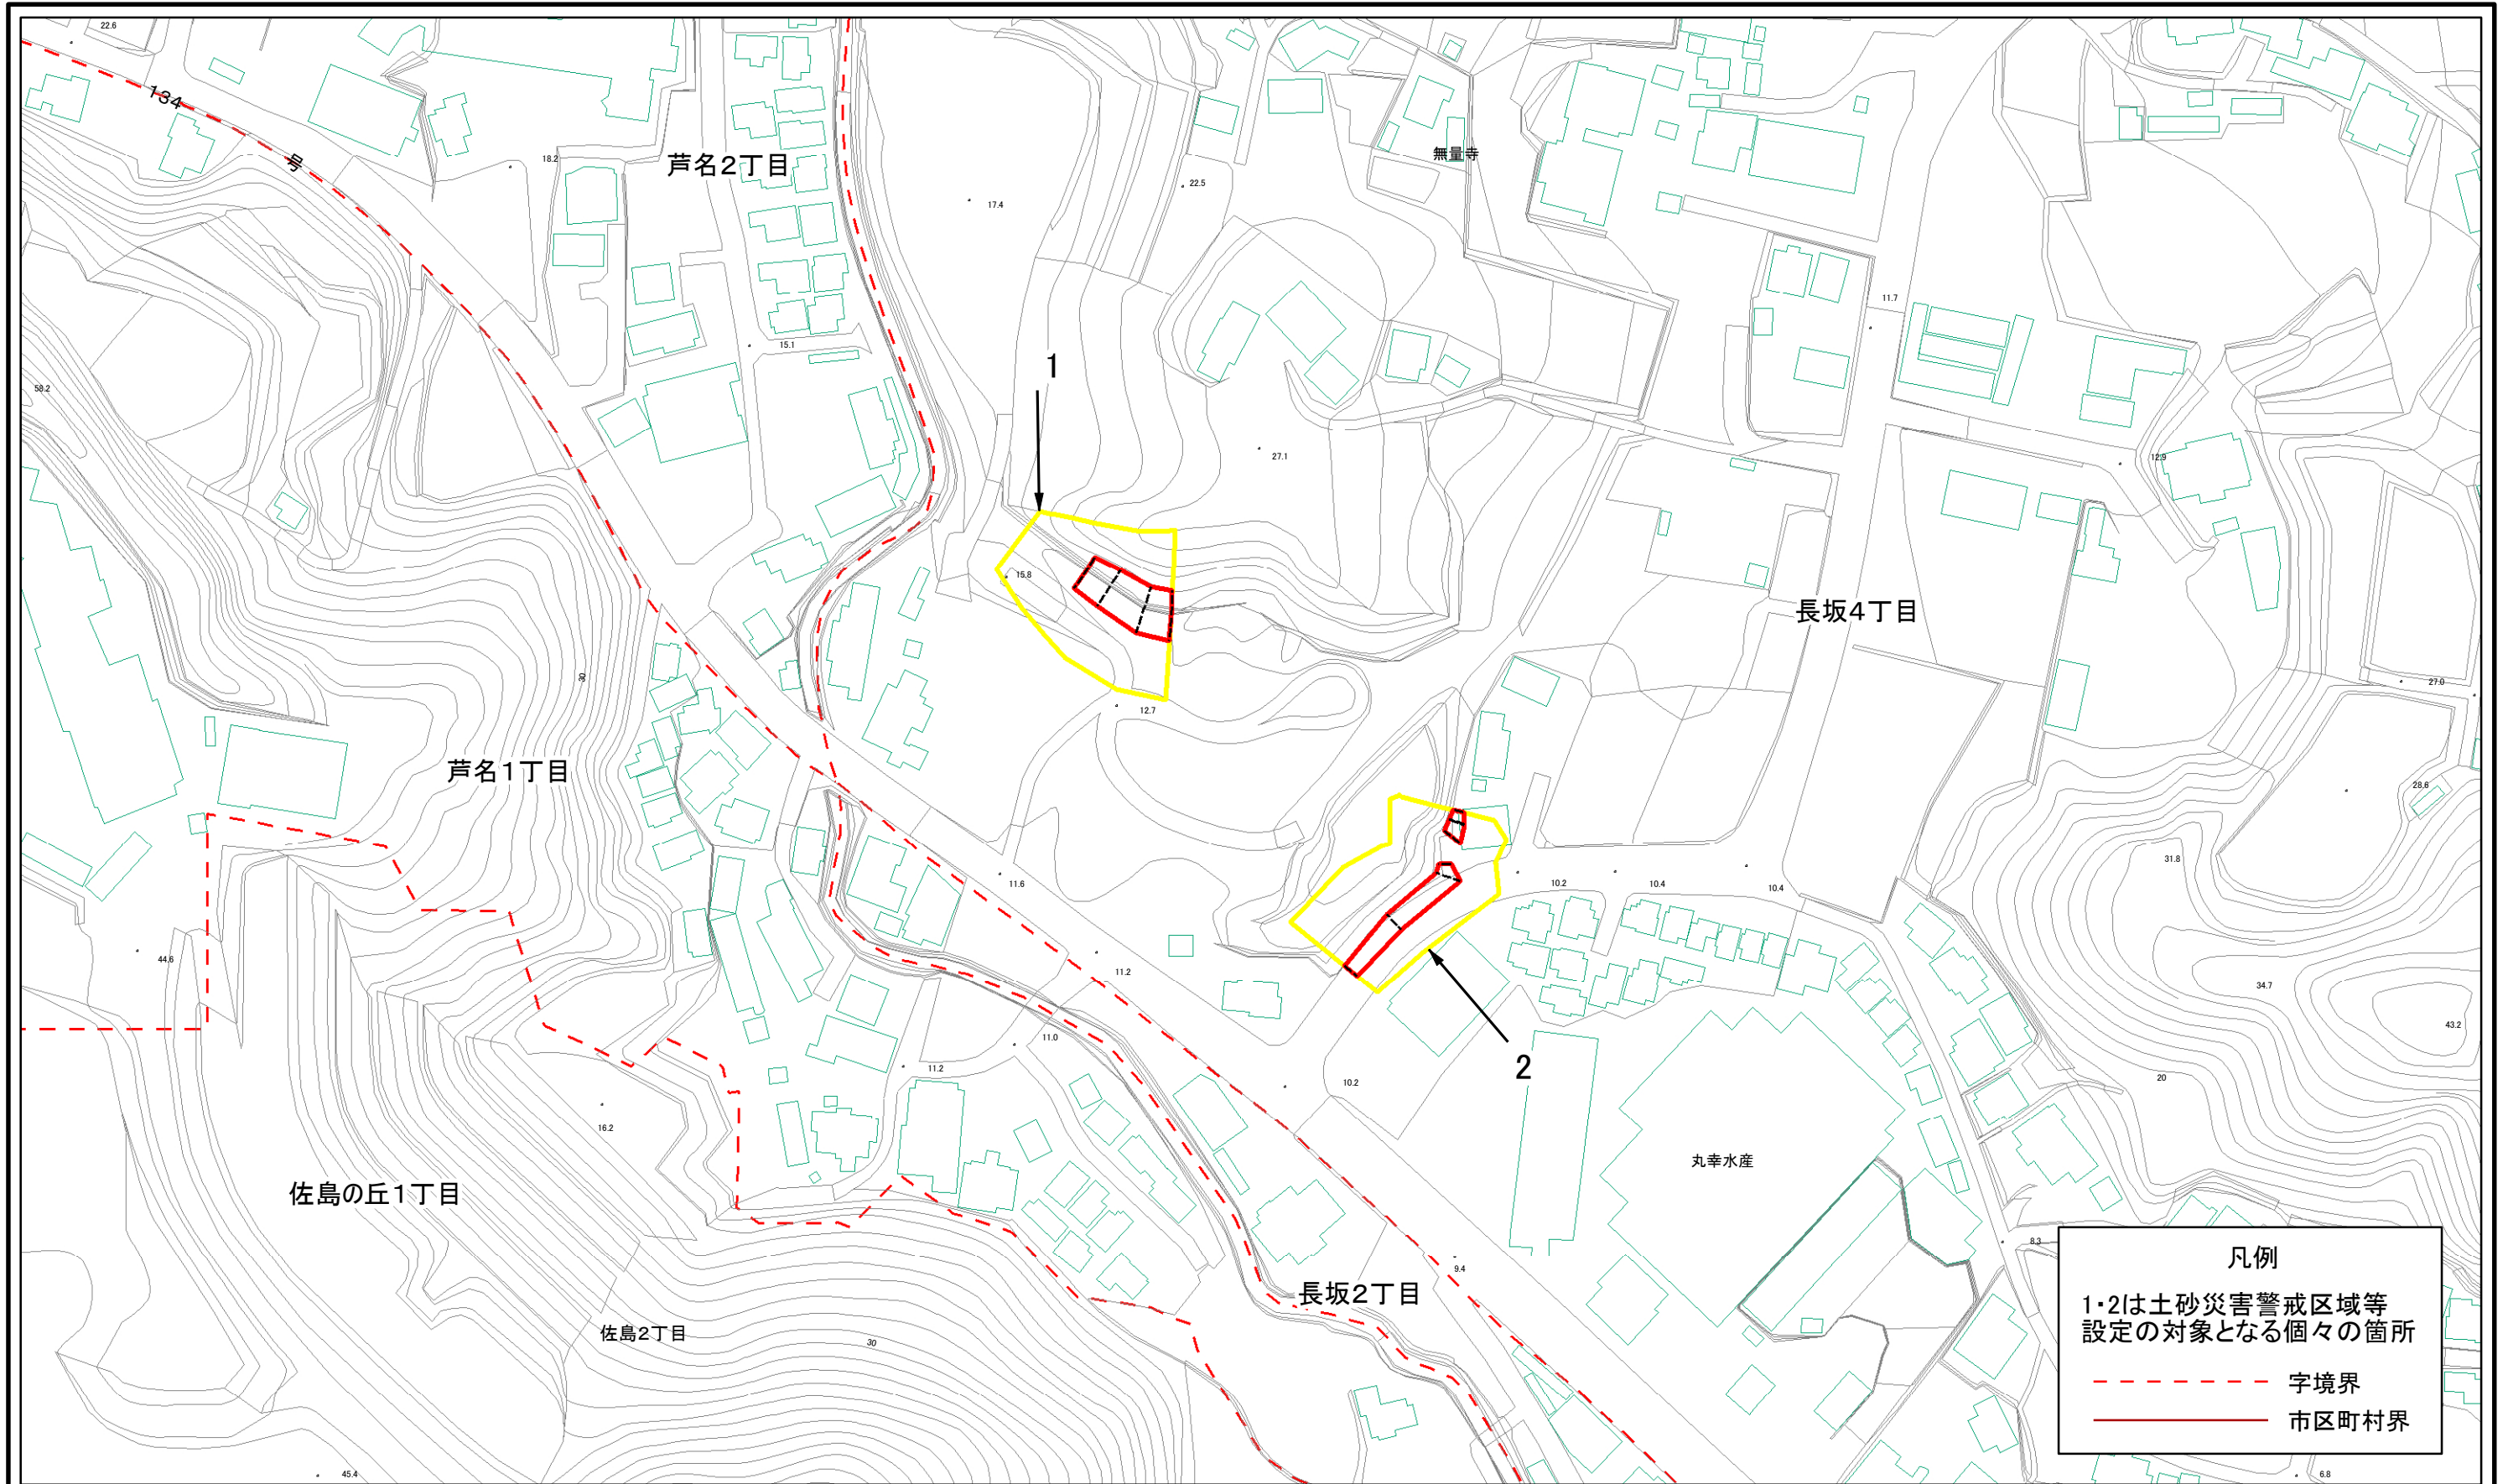 22.6
134
号
芦名2丁目
18.2
無量寺
22.5
17.4
11.7
15.1
1
58.2
27.1
12.9
15.8
長坂4丁目
30
27.0
12.7
芦名1丁目
28.6
31.8
10.2
10.4
10.4
11.6
44.6
11.2
34.7
43.2
11.0
2
11.2
10.2
20
16.2
丸幸水産
佐島の丘1丁目
8.3
9.4
長坂2丁目
佐島2丁目
30
凡例
1・2は土砂災害警戒区域等
設定の対象となる個々の箇所
字境界
市区町村界
45.4
6.8